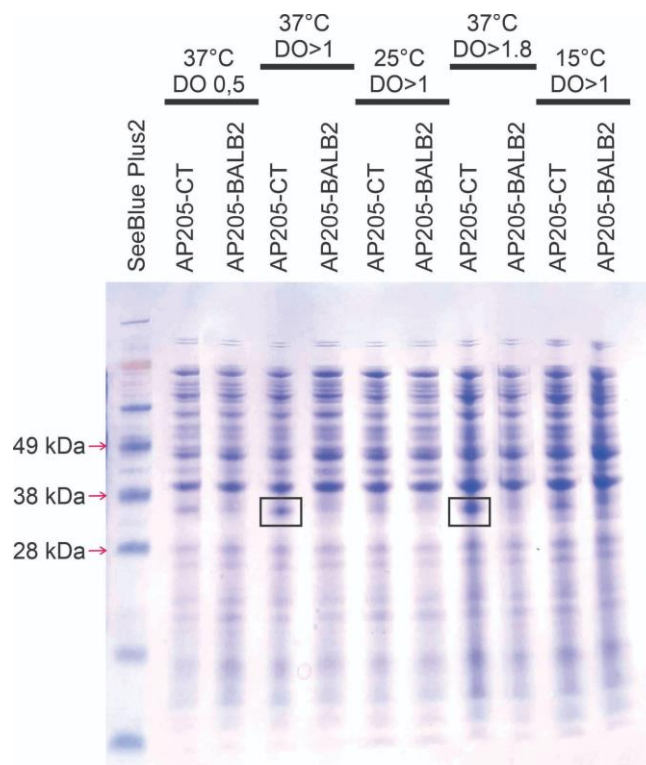 37°C
DO 0,5
37°C
DO>1
25°C
DO>1
37°C
DO>1.8
15°C
DO>1
SeeBlue Plus2
AP205-CT
AP205-BALB2
AP205-CT
AP205-BALB2
AP205-CT
AP205-BALB2
AP205-CT
AP205-BALB2
AP205-CT
AP205-BALB2
49 kDa
38 kDa
28 kDa